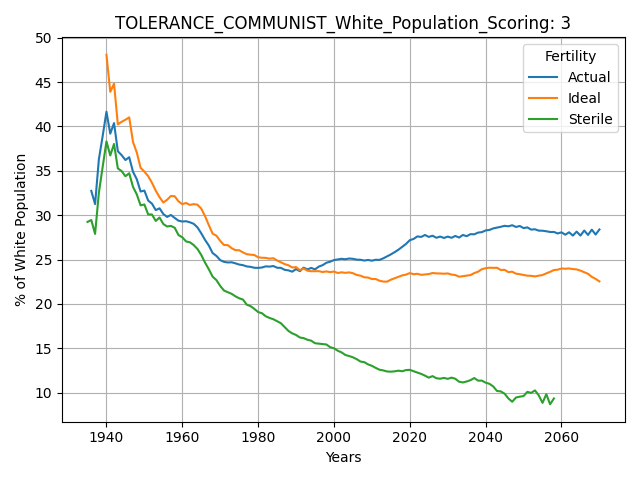 TOLERANCE_COMMUNIST_White_Population_Scoring: 3
Fertility
Actual
Ideal
Sterile
% of White Population
50
45
40
35
30
25
20
15
10
1940 1960 1980 2000 2020 2040 2060
Years